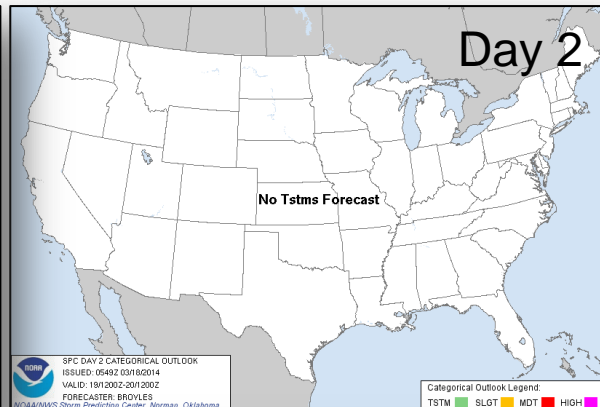 Day 2
No Tstms Forecast
NOAA
SPC DAY 2 CATEGORICAL OUTLOOK
ISSUED: 0549Z 03/18/2014
VALID: 19/1200Z-20/1200Z
FORECASTER: BROYLES
NOAA/NWS Storm Prediction Center, Norman, Oklahoma
Categorical Outlook Legend:
TSTM SLGT MDT HIGH